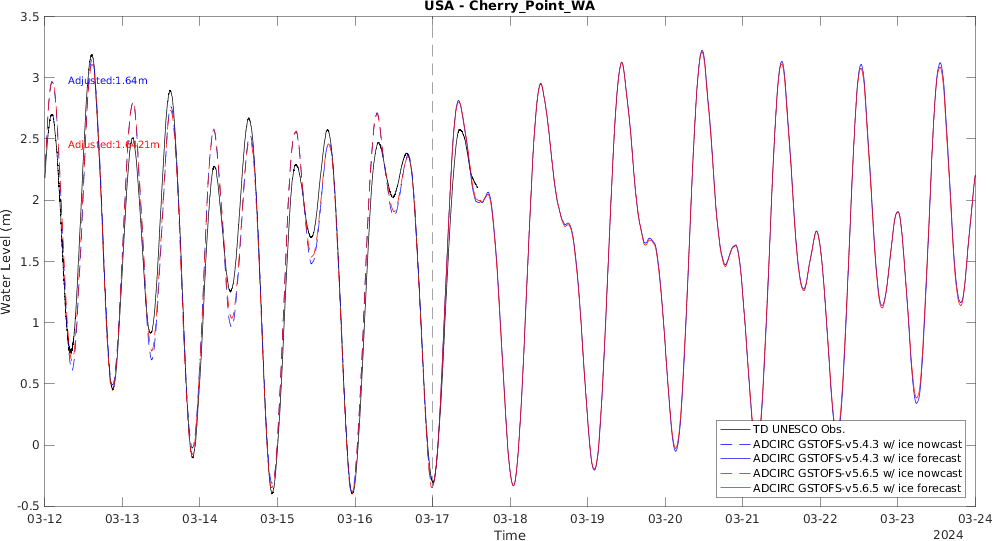 USA - Cherry_Point_WA
Water Level (m)
3.5
3
2.5
2
1.5
1
0.5
0
-0.5
Adjusted:1.64m
Adjusted:1.6421m
TD UNESCO Obs.
ADCIRC GSTOFS-v5.4.3 w/ ice nowcast
ADCIRC GSTOFS-v5.4.3 w/ ice forecast
ADCIRC GSTOFS-v5.6.5 w/ ice nowcast
ADCIRC GSTOFS-v5.6.5 w/ ice forecast
03-12 03-13 03-14 03-15 03-16 03-17 03-18 03-19 03-20 03-21 03-22 03-23 03-24
Time
2024